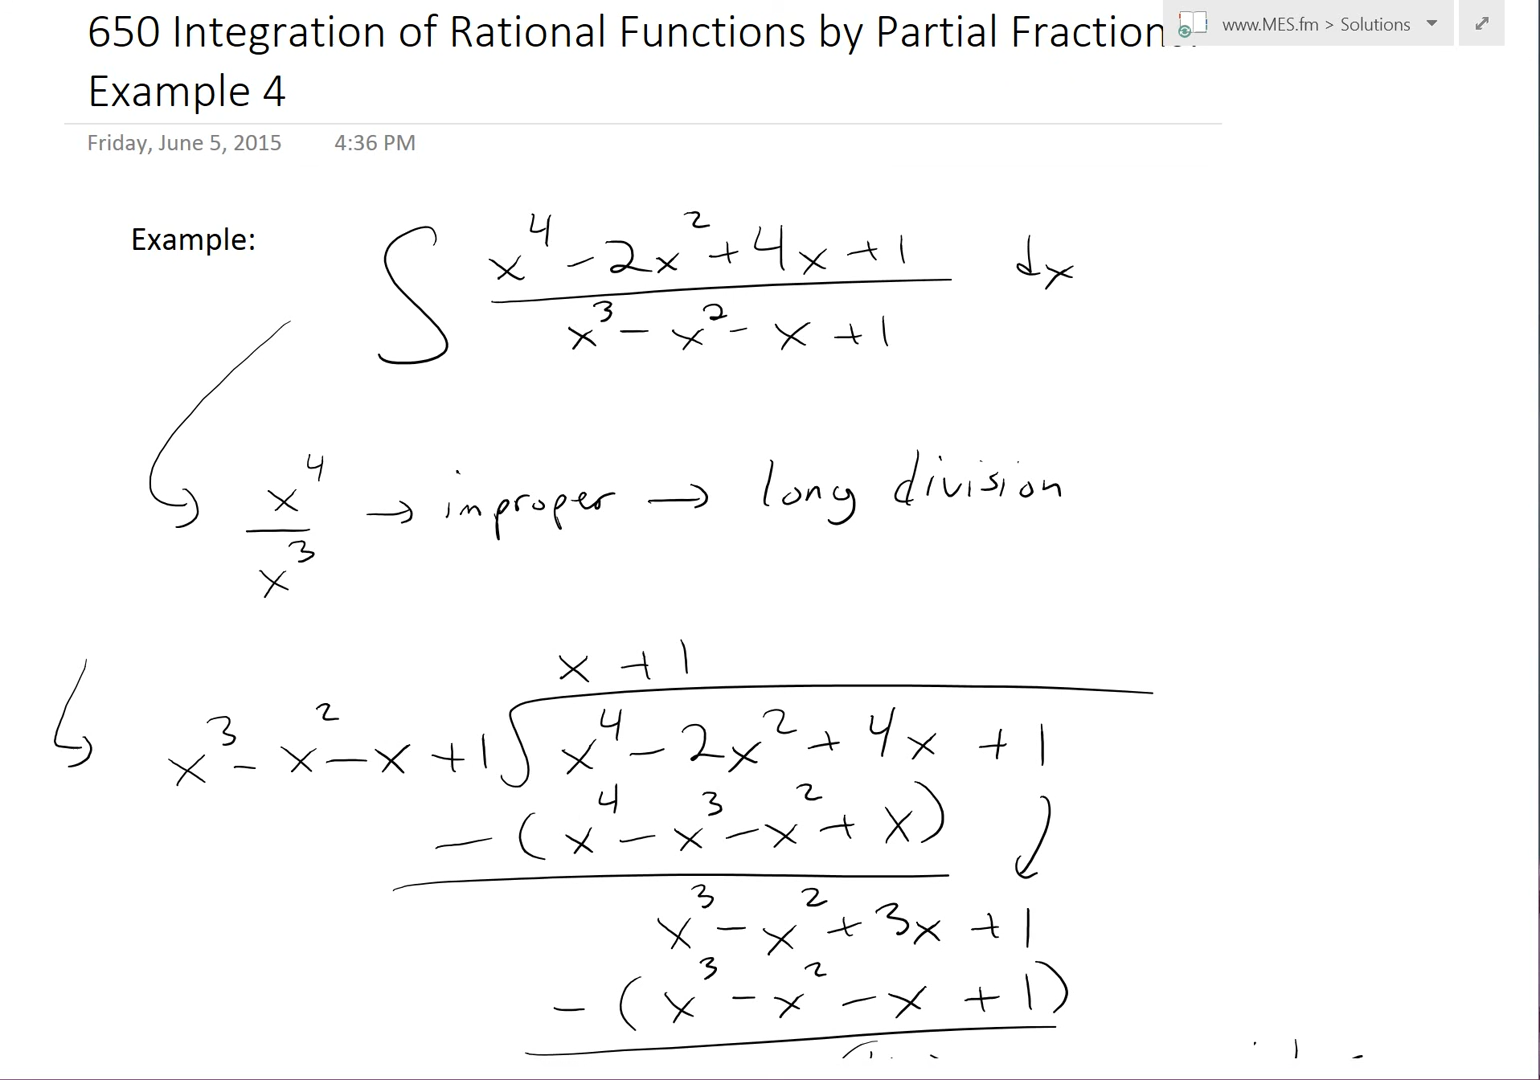 650 Integration of Rational Functions by Partial Fraction
www.MES.fm > Solutions
Example 4
Friday, June 5, 2015 4:36 PM
Example: ∫ (x⁴ - 2x² + 4x + 1)/(x³ - x² - x + 1) dx
x⁴/x³ → improper → long division
x + 1
x³ - x² - x + 1 √ x⁴ - 2x² + 4x + 1
- (x⁴ - x³ - x² + x)
x³ - x² + 3x + 1
- (x³ - x² - x + 1)